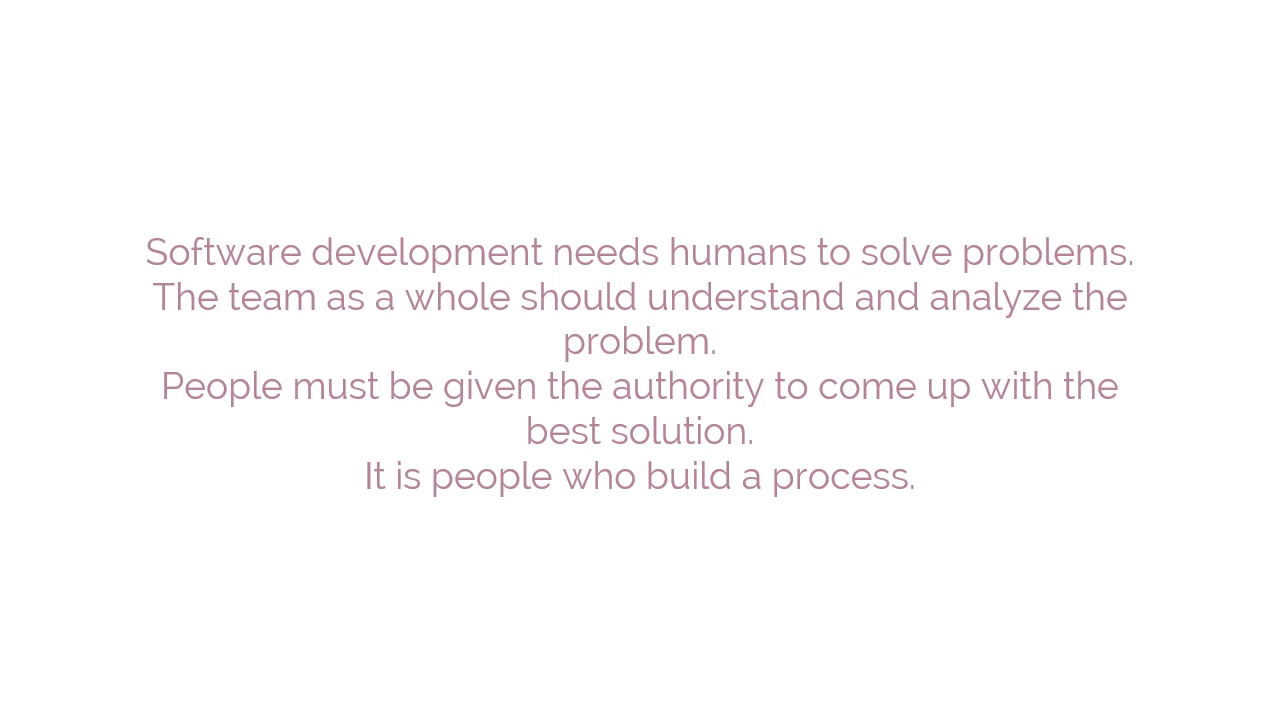 Software development needs humans to solve problems.
The team as a whole should understand and analyze the
problem.
People must be given the authority to come up with the
best solution.
It is people who build a process.